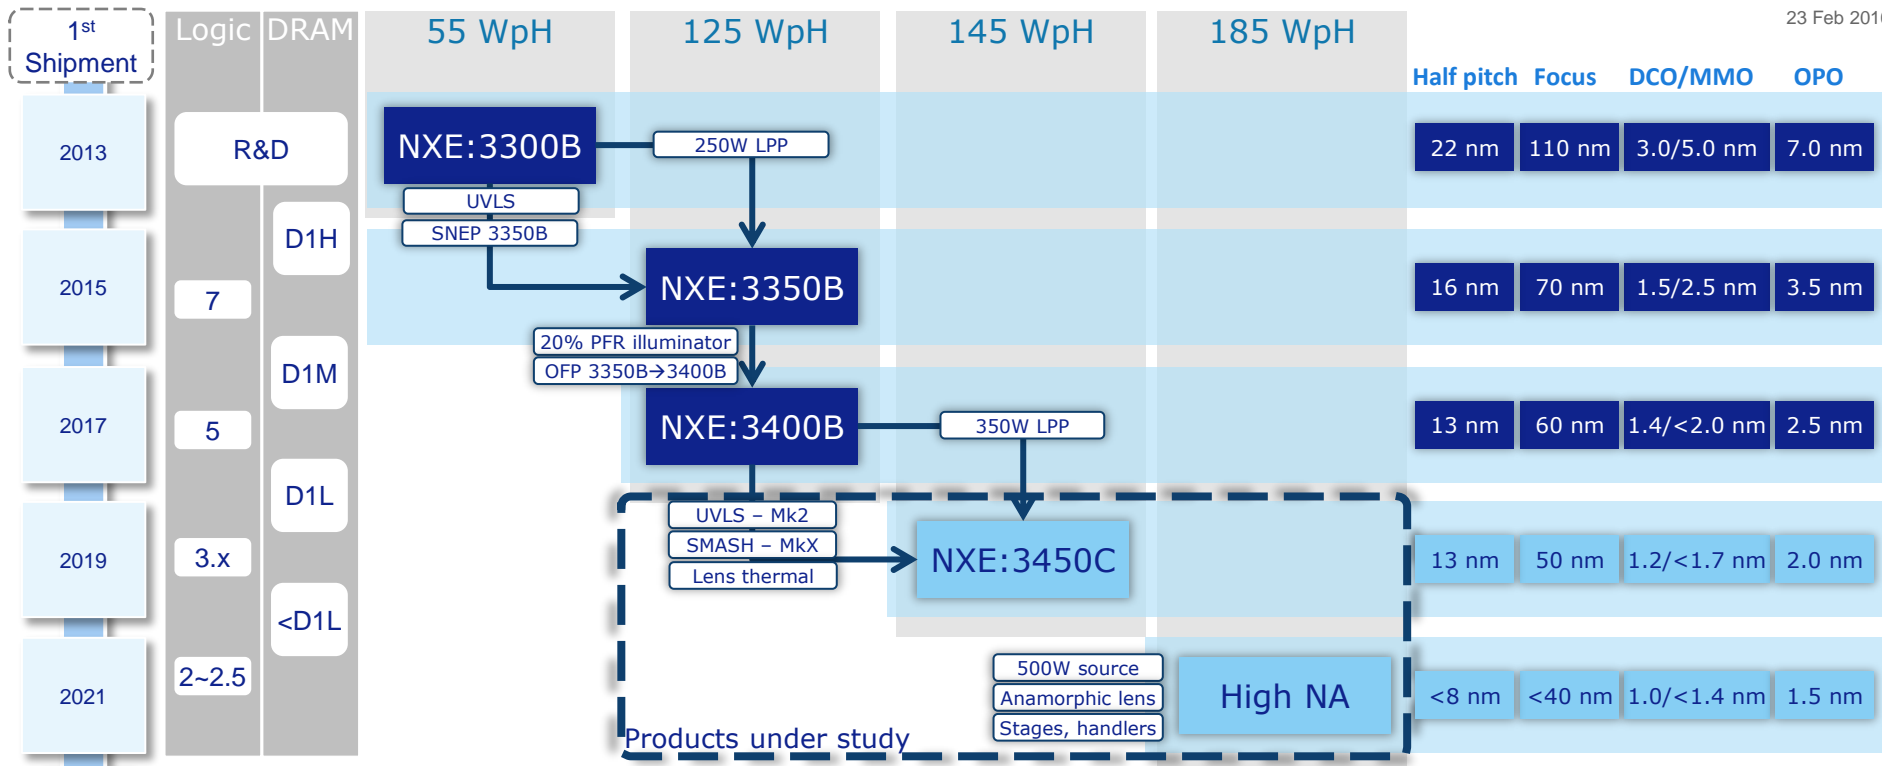 23 Feb 2016
1st
Shipment
Logic
DRAM
55 WpH
125 WpH
145 WpH
185 WpH
Half pitch
Focus
DCO/MMO
OPO
2013
R&D
NXE:3300B
250W LPP
22 nm
110 nm
3.0/5.0 nm
7.0 nm
UVLS
SNEP 3350B
D1H
2015
7
NXE:3350B
16 nm
70 nm
1.5/2.5 nm
3.5 nm
20% PFR illuminator
OFP 3350B→3400B
D1M
2017
5
NXE:3400B
350W LPP
13 nm
60 nm
1.4/<2.0 nm
2.5 nm
D1L
UVLS – Mk2
SMASH – MkX
Lens thermal
2019
3.x
NXE:3450C
13 nm
50 nm
1.2/<1.7 nm
2.0 nm
<D1L
2021
2~2.5
500W source
Anamorphic lens
Stages, handlers
High NA
<8 nm
<40 nm
1.0/<1.4 nm
1.5 nm
Products under study